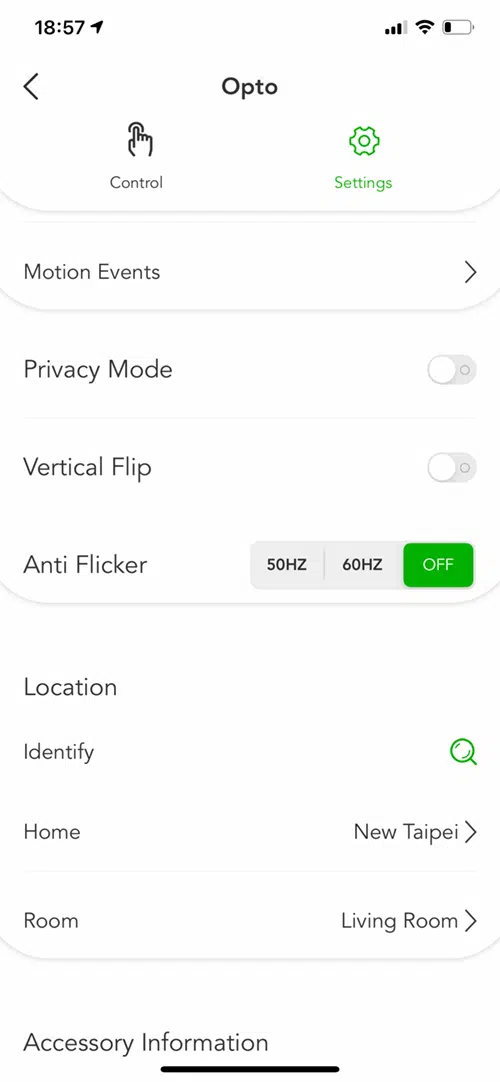 18:57
Opto
Control
Settings
Motion Events
Privacy Mode
Vertical Flip
Anti Flicker 50HZ 60HZ OFF
Location
Identify
Home New Taipei
Room Living Room
Accessory Information